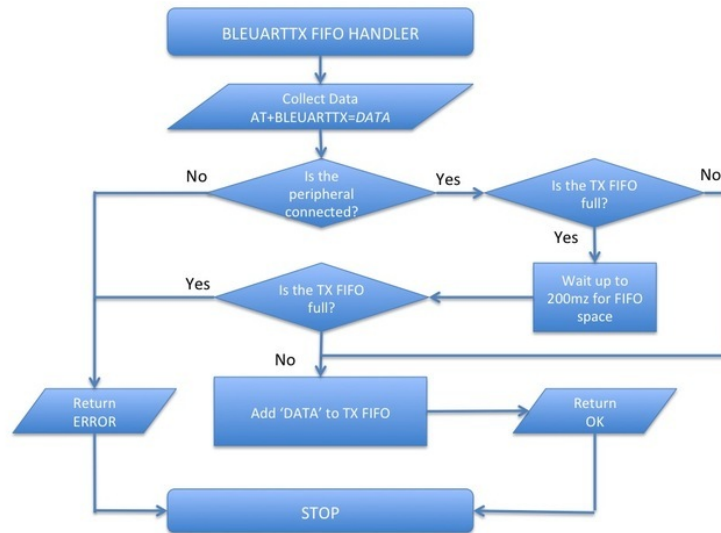 BLEUARTTX FIFO HANDLER
Collect Data
AT+BLEUARTTX=DATA
No
Is the
peripheral
connected?
Yes
Is the TX FIFO
full?
No
Yes
Yes
Is the TX FIFO
full?
Wait up to
200mz for FIFO
space
No
Return
ERROR
Add ‘DATA’ to TX FIFO
Return
OK
STOP